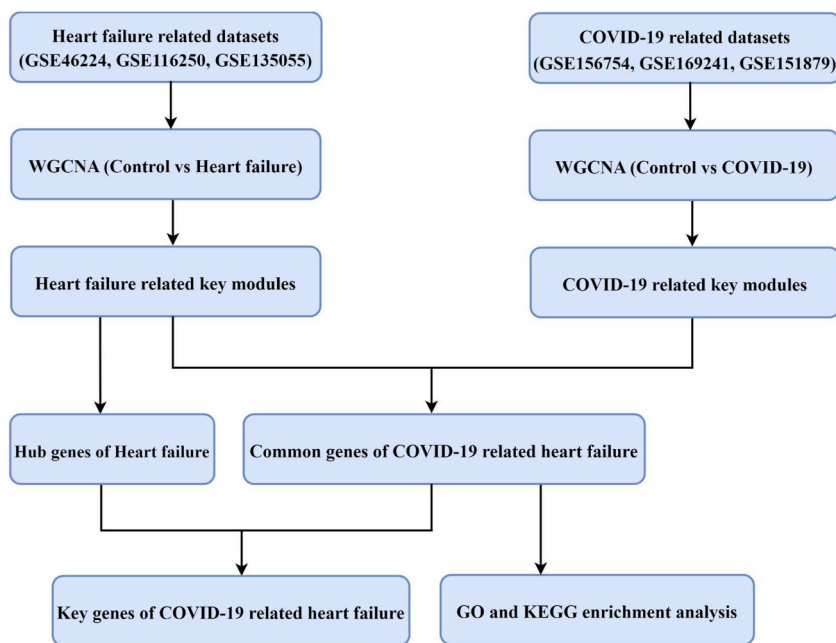 Heart failure related datasets
(GSE46224, GSE116250, GSE135055)
COVID-19 related datasets
(GSE156754, GSE169241, GSE151879)
WGCNA (Control vs Heart failure)
WGCNA (Control vs COVID-19)
Heart failure related key modules
COVID-19 related key modules
Hub genes of Heart failure
Common genes of COVID-19 related heart failure
Key genes of COVID-19 related heart failure
GO and KEGG enrichment analysis